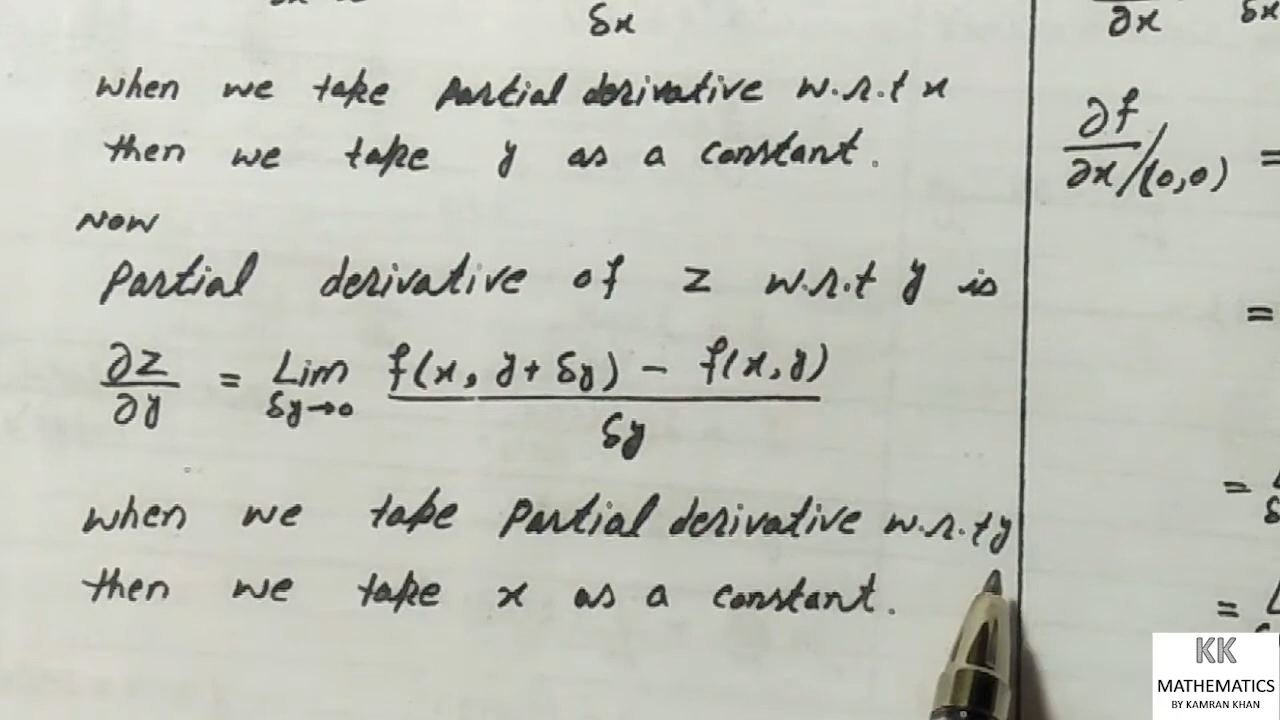 δx
when we take partial derivative w.r.t x
then we take y as a constant.
Now
partial derivative of z w.r.t y is
∂z/∂y = Lim δy→0 f(x, y+δy) − f(x,y) / δy
when we take partial derivative w.r.t y
then we take x as a constant.
∂x δx
∂f/∂x /(0,0) =
=
=
=
KK
MATHEMATICS
BY KAMRAN KHAN